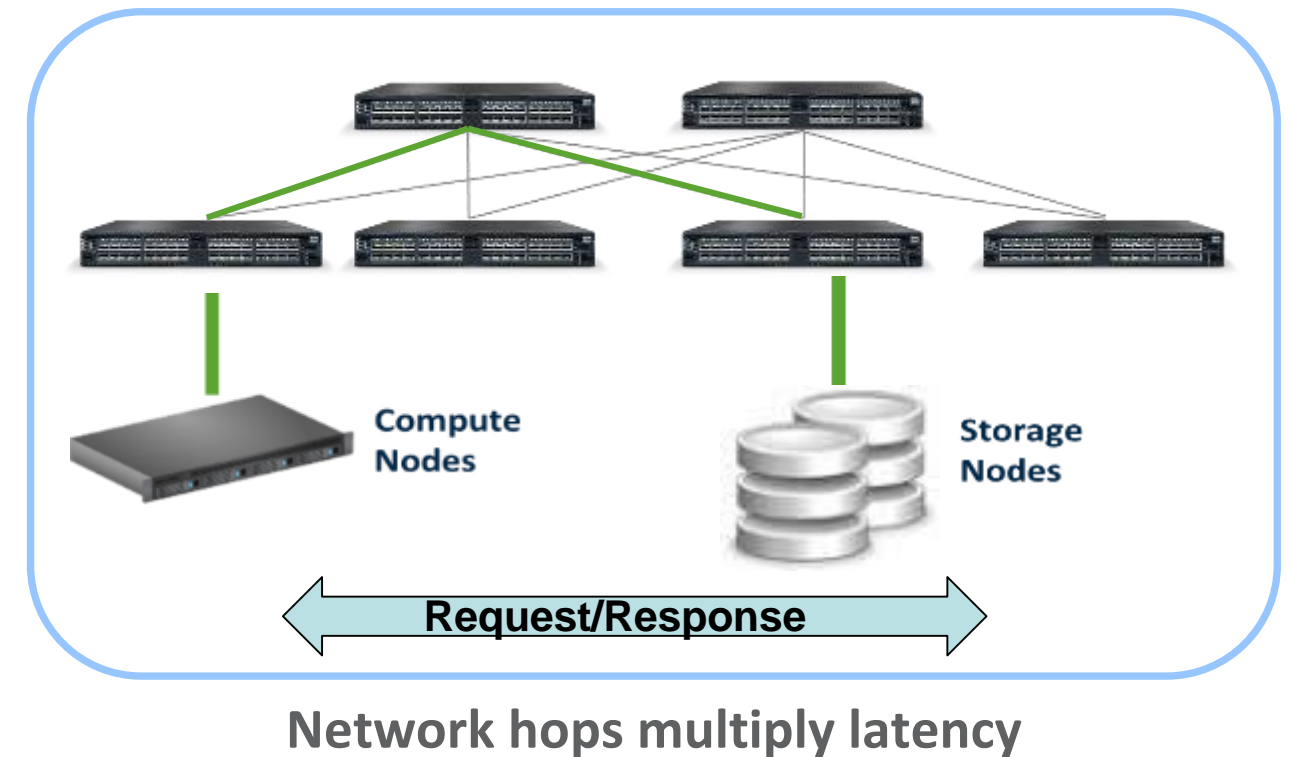 Compute
Nodes
Storage
Nodes
Request/Response
Network hops multiply latency